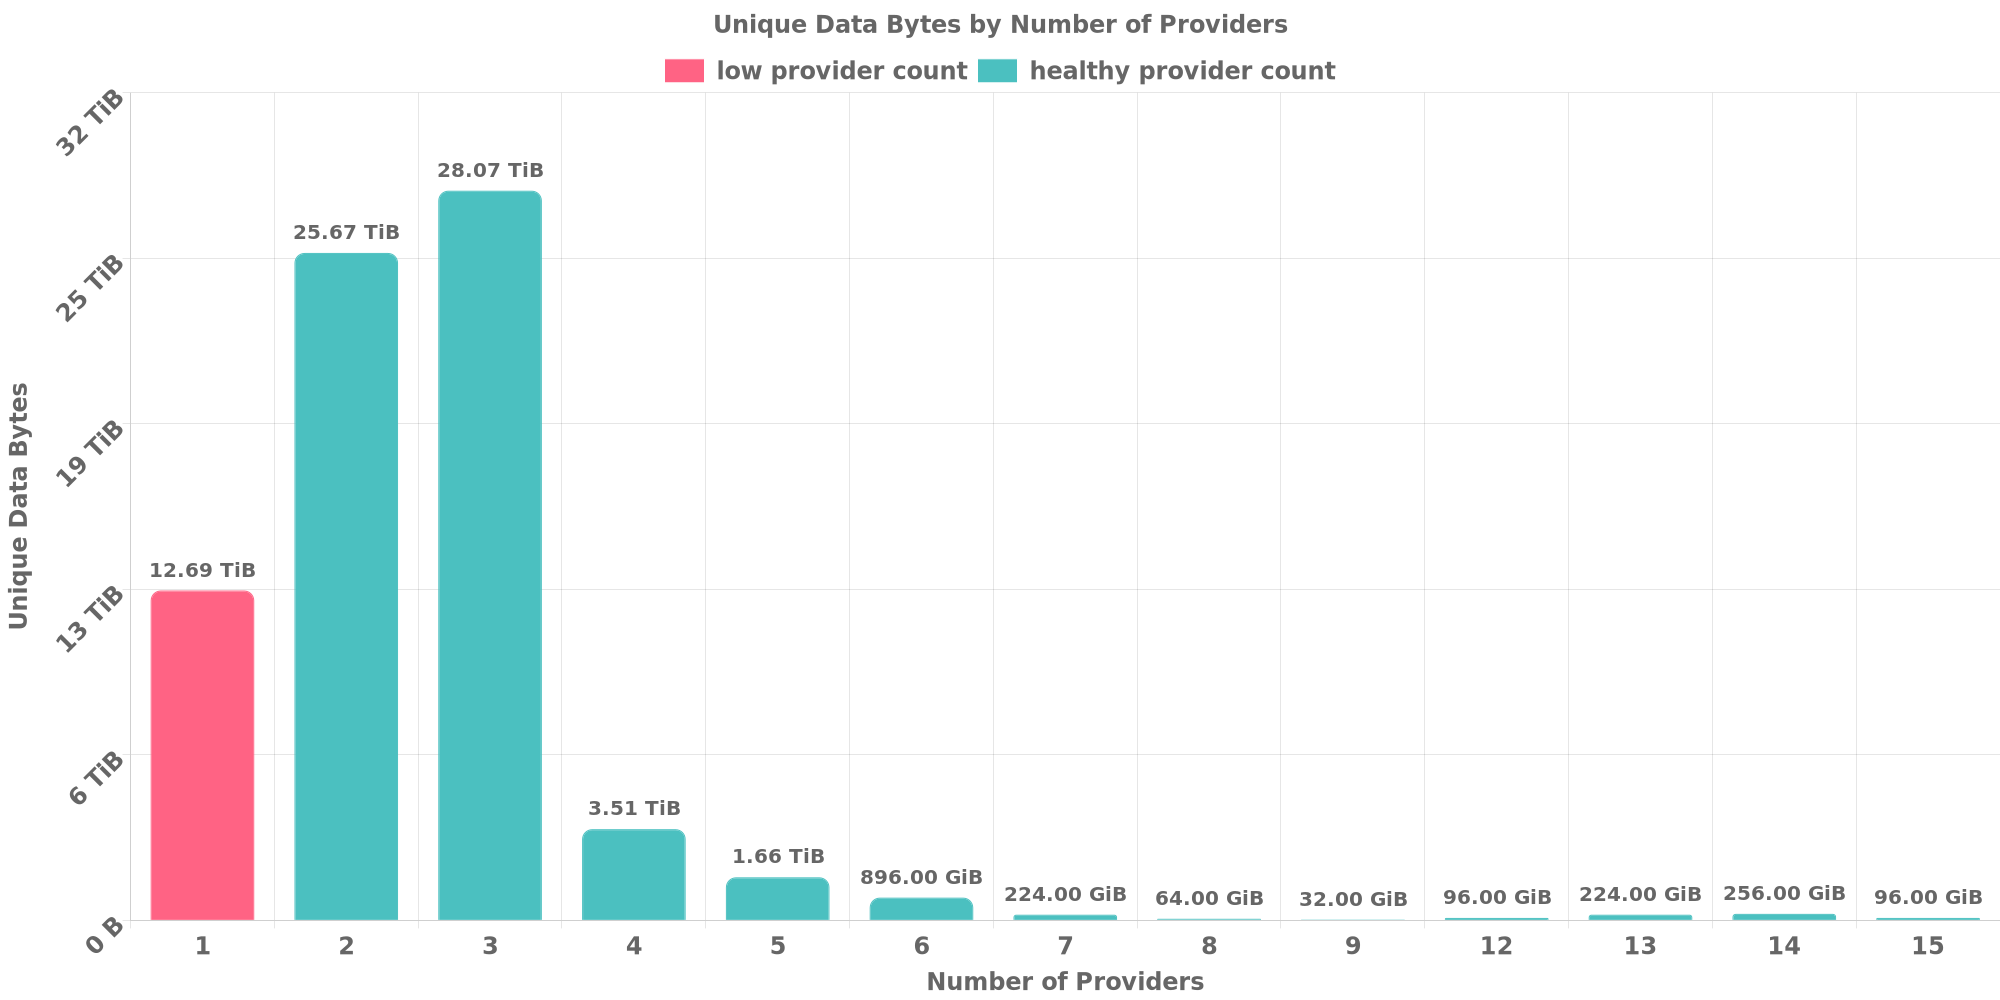 Unique Data Bytes by Number of Providers
low provider count healthy provider count
32 TiB
25 TiB
19 TiB
13 TiB
6 TiB
0 B
Unique Data Bytes
12.69 TiB
25.67 TiB
28.07 TiB
3.51 TiB
1.66 TiB
896.00 GiB
224.00 GiB
64.00 GiB
32.00 GiB
96.00 GiB
224.00 GiB
256.00 GiB
96.00 GiB
1 2 3 4 5 6 7 8 9 12 13 14 15
Number of Providers